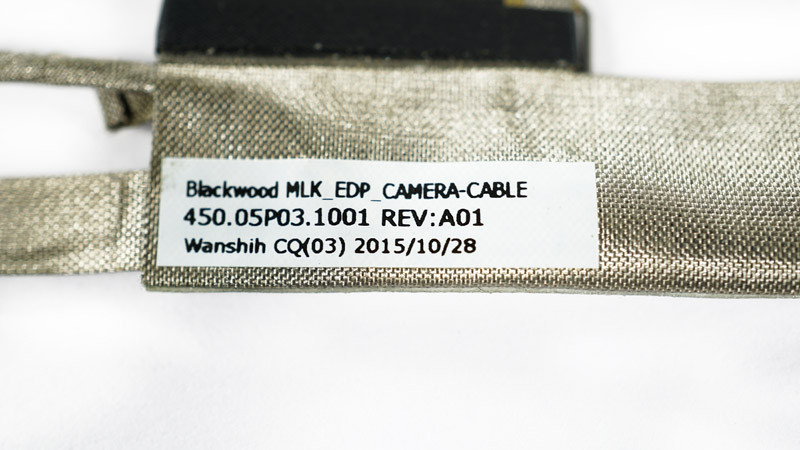 Blackwood MLK_EDP_CAMERA-CABLE
450.05P03.1001 REV:A01
Wanshih CQ(03) 2015/10/28